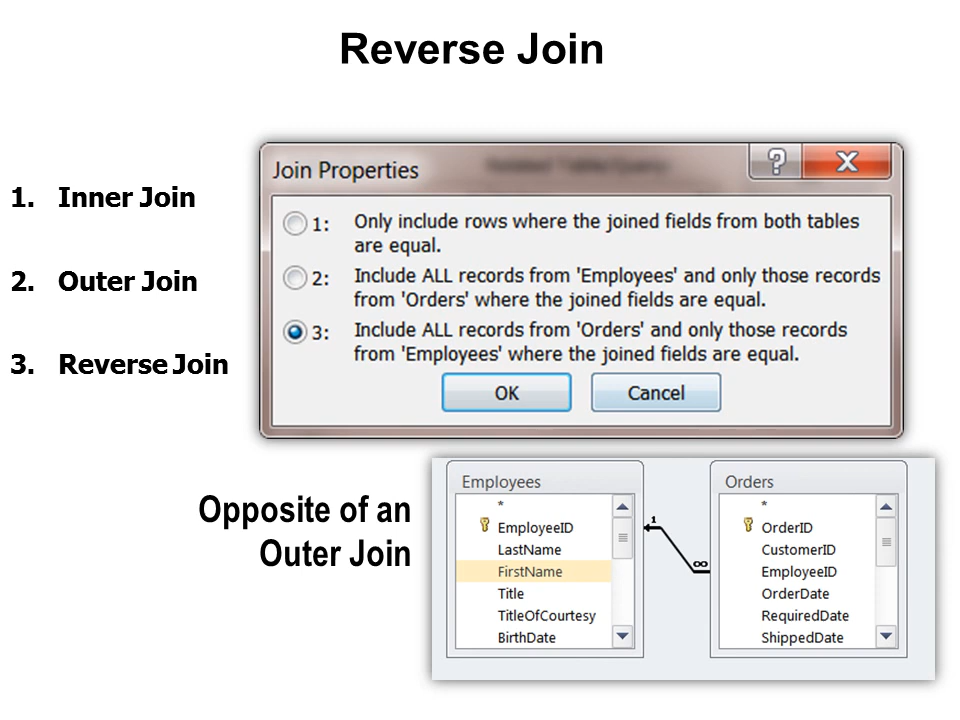 Reverse Join
1. Inner Join
2. Outer Join
3. Reverse Join
Join Properties
1: Only include rows where the joined fields from both tables
are equal.
2: Include ALL records from 'Employees' and only those records
from 'Orders' where the joined fields are equal.
3: Include ALL records from 'Orders' and only those records
from 'Employees' where the joined fields are equal.
OK Cancel
Opposite of an
Outer Join
Employees
*
EmployeeID
LastName
FirstName
Title
TitleOfCourtesy
BirthDate
1
∞
Orders
*
OrderID
CustomerID
EmployeeID
OrderDate
RequiredDate
ShippedDate